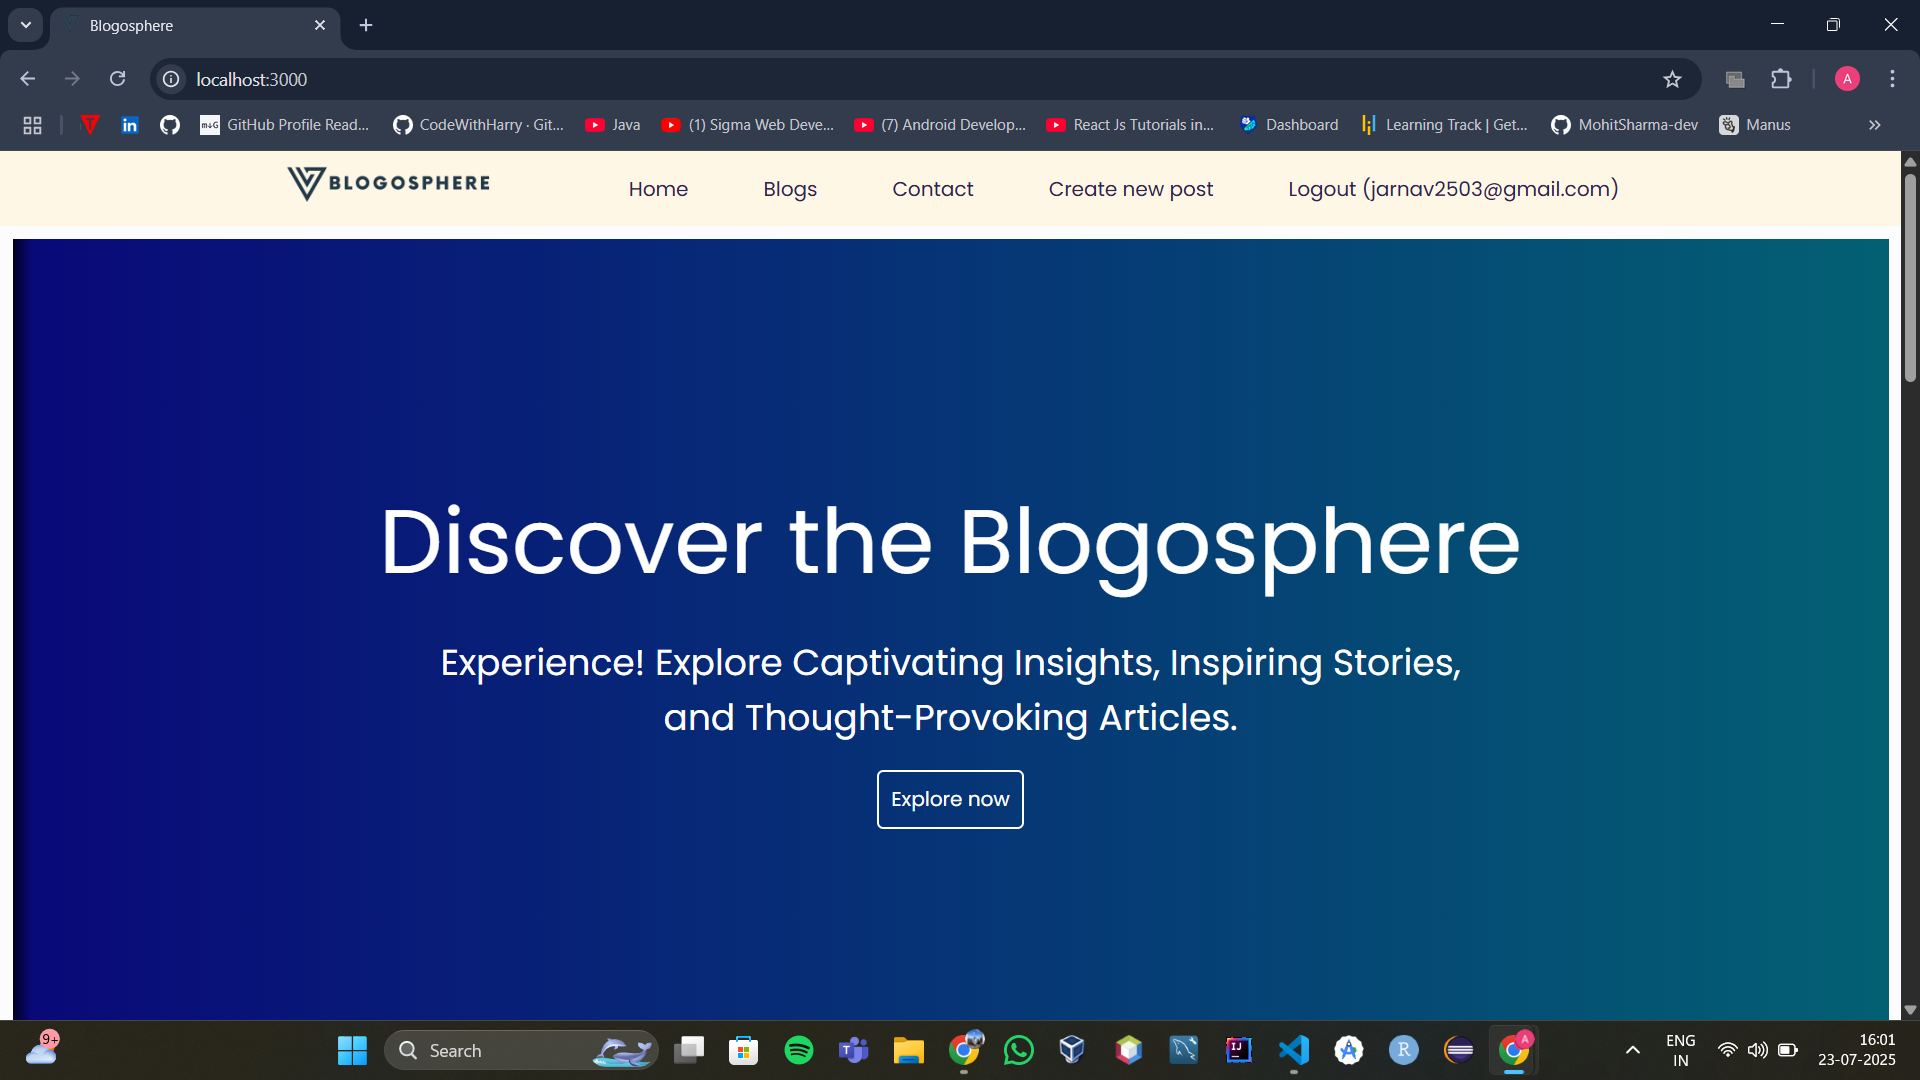 Blogosphere
localhost:3000
A
in
m↓G GitHub Profile Read...
CodeWithHarry · Git...
Java
(1) Sigma Web Deve...
(7) Android Develop...
React Js Tutorials in...
Dashboard
Learning Track | Get...
MohitSharma-dev
Manus
BLOGOSPHERE
Home
Blogs
Contact
Create new post
Logout (jarnav2503@gmail.com)
Discover the Blogosphere
Experience! Explore Captivating Insights, Inspiring Stories,
and Thought-Provoking Articles.
Explore now
9+
Search
T
IJ
A
R
A
ENG
IN
16:01
23-07-2025